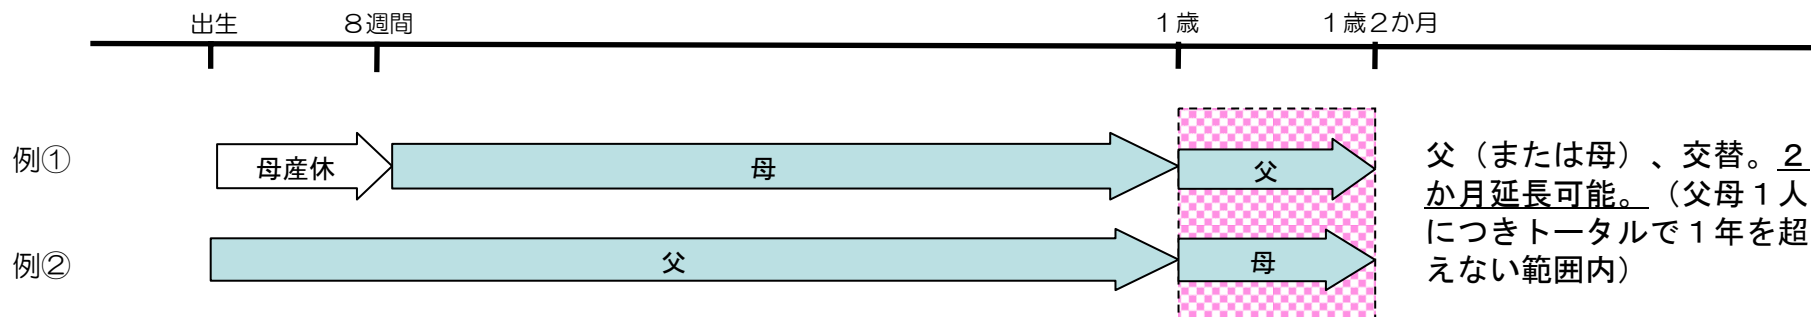 出生 ８週間 １歳 １歳２か月
例① 母産休 母 父
父（または母）、交替。２
か月延長可能。（父母１人
につきトータルで１年を超
えない範囲内）
例② 父 母